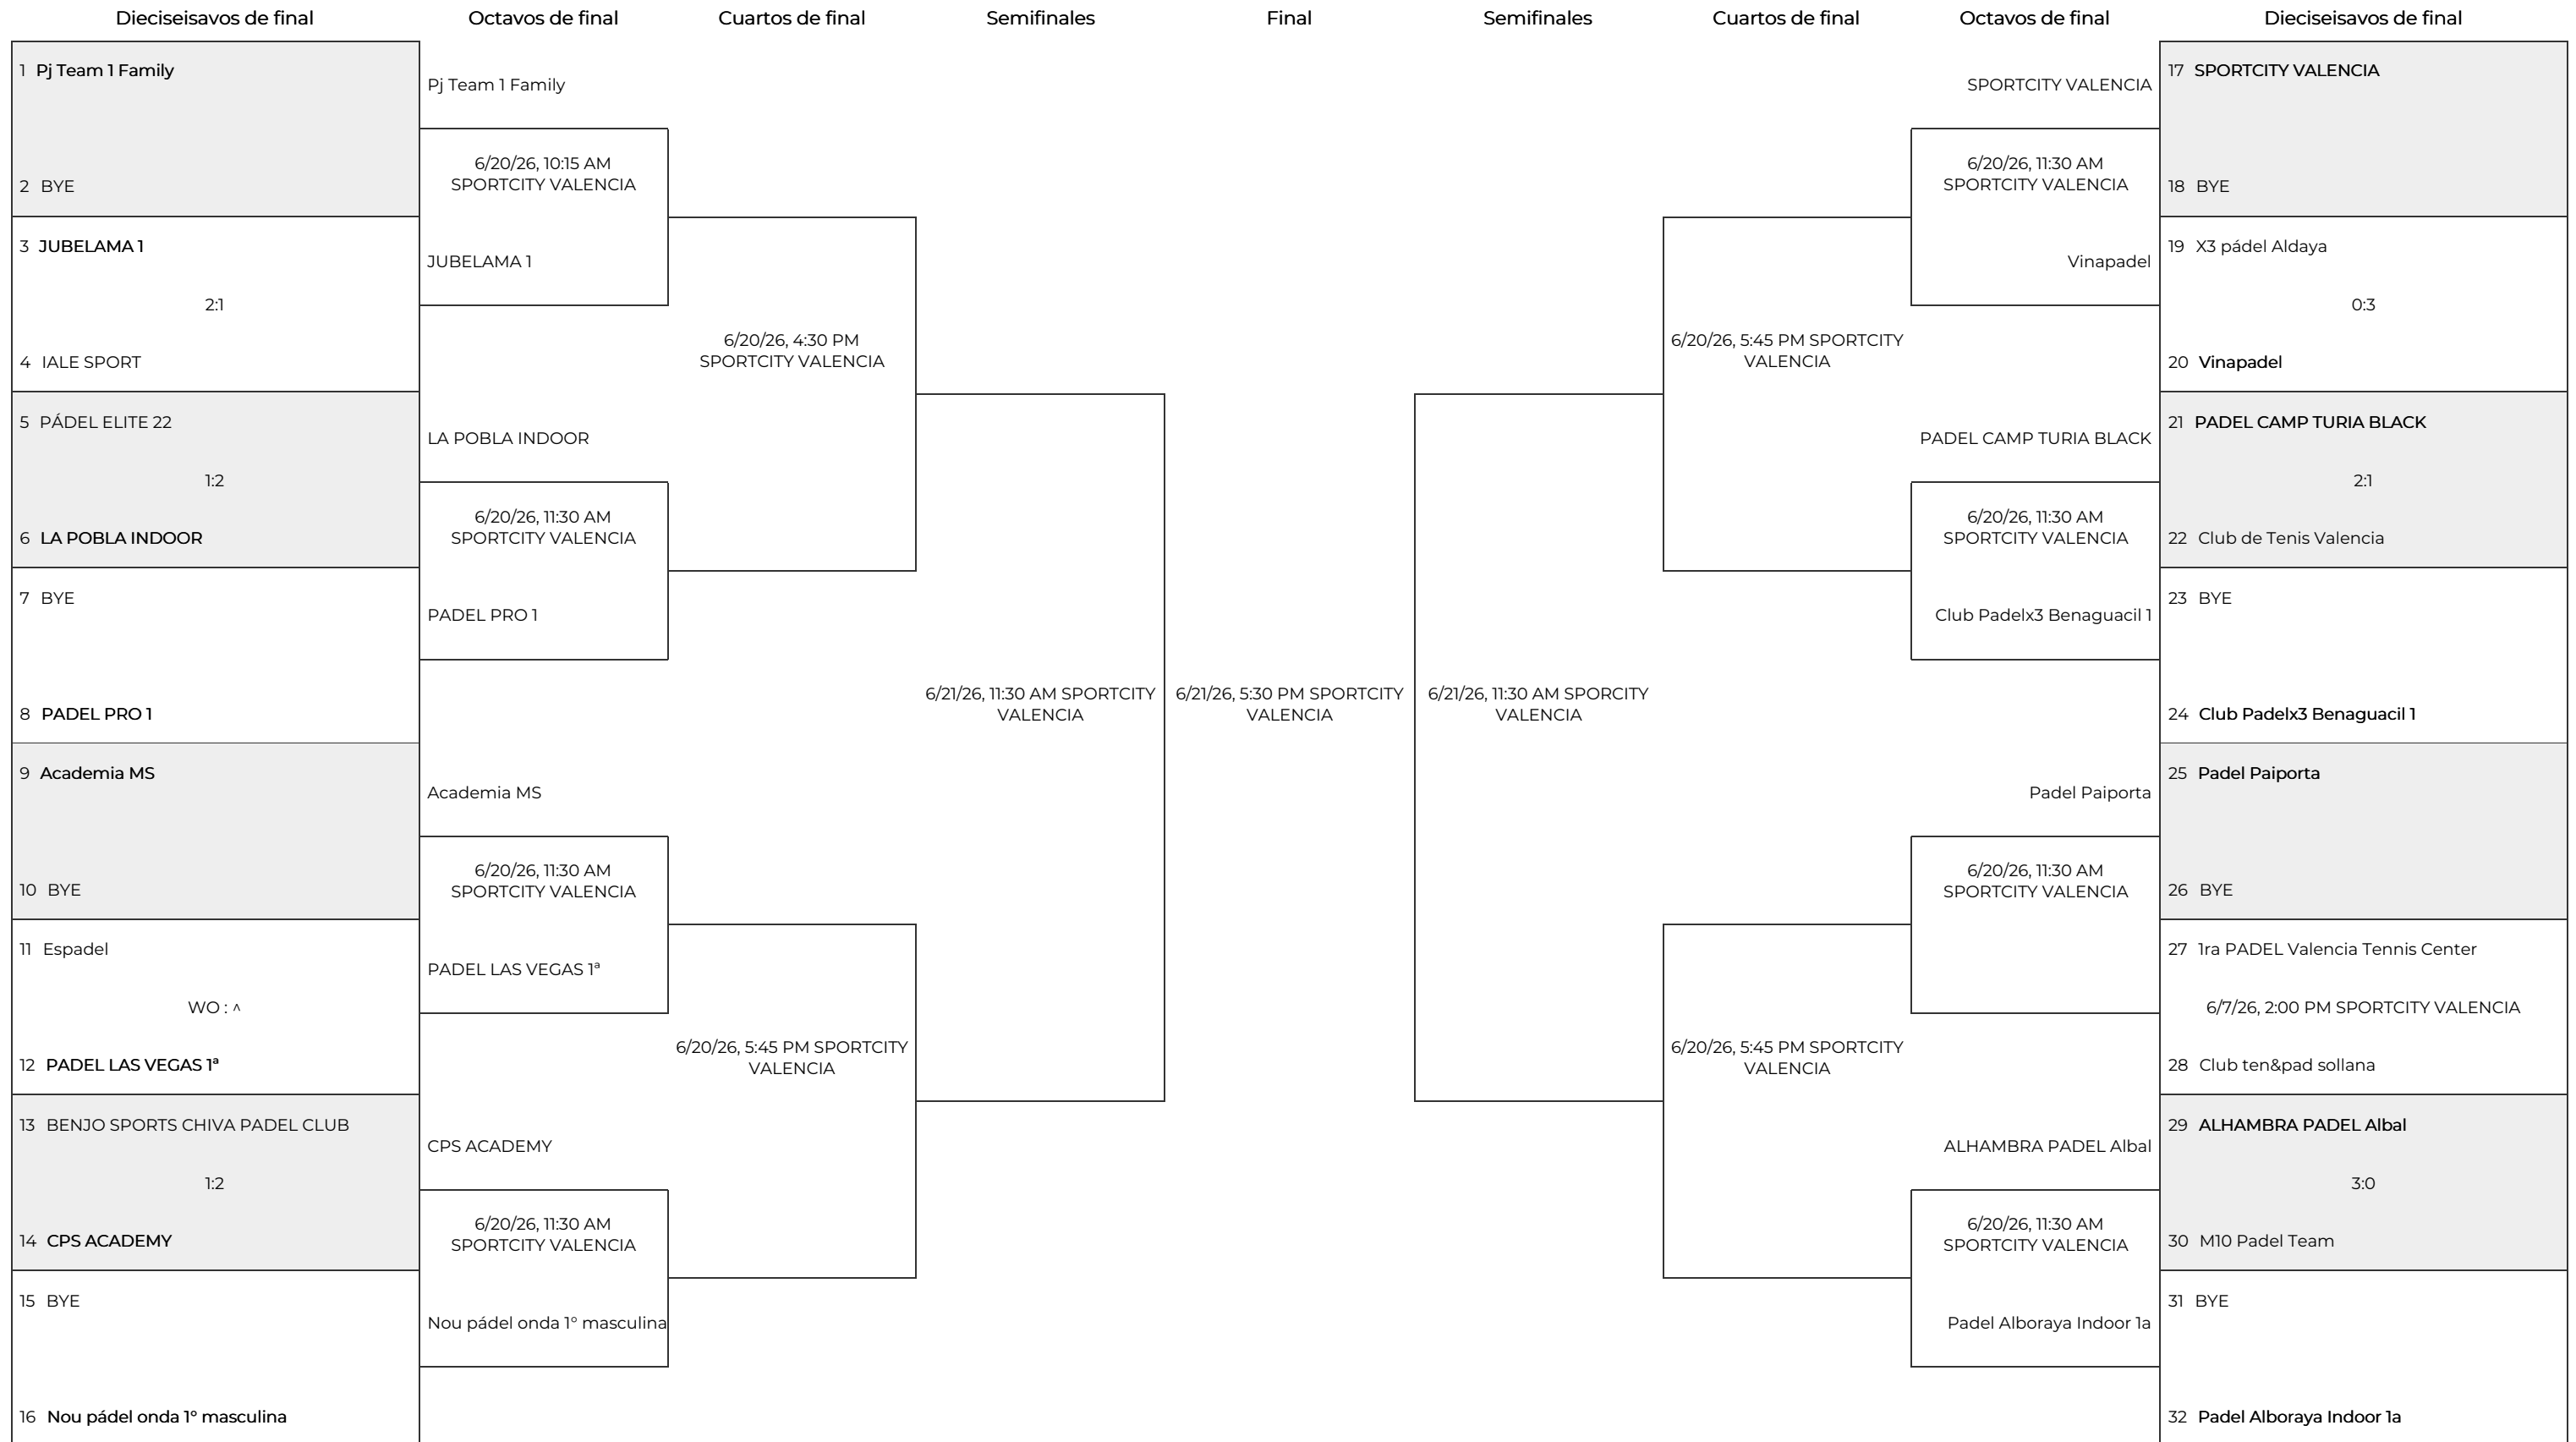 Dieciseisavos de final
Octavos de final
Cuartos de final
Semifinales
Final
Semifinales
Cuartos de final
Octavos de final
Dieciseisavos de final
1 Pj Team 1 Family
2 BYE
3 JUBELAMA 1
2:1
4 IALE SPORT
5 PÁDEL ELITE 22
1:2
6 LA POBLA INDOOR
7 BYE
8 PADEL PRO 1
9 Academia MS
10 BYE
11 Espadel
WO : ^
12 PADEL LAS VEGAS 1ª
13 BENJO SPORTS CHIVA PADEL CLUB
1:2
14 CPS ACADEMY
15 BYE
16 Nou pádel onda 1º masculina
Pj Team 1 Family
6/20/26, 10:15 AM
SPORTCITY VALENCIA
JUBELAMA 1
LA POBLA INDOOR
6/20/26, 11:30 AM
SPORTCITY VALENCIA
PADEL PRO 1
Academia MS
6/20/26, 11:30 AM
SPORTCITY VALENCIA
PADEL LAS VEGAS 1ª
CPS ACADEMY
6/20/26, 11:30 AM
SPORTCITY VALENCIA
Nou pádel onda 1º masculina
6/20/26, 4:30 PM
SPORTCITY VALENCIA
6/20/26, 5:45 PM SPORTCITY
VALENCIA
6/21/26, 11:30 AM SPORTCITY
VALENCIA
6/21/26, 5:30 PM SPORTCITY
VALENCIA
6/21/26, 11:30 AM SPORCITY
VALENCIA
6/20/26, 5:45 PM SPORTCITY
VALENCIA
6/20/26, 5:45 PM SPORTCITY
VALENCIA
SPORTCITY VALENCIA
6/20/26, 11:30 AM
SPORTCITY VALENCIA
Vinapadel
PADEL CAMP TURIA BLACK
6/20/26, 11:30 AM
SPORTCITY VALENCIA
Club Padelx3 Benaguacil 1
Padel Paiporta
6/20/26, 11:30 AM
SPORTCITY VALENCIA
ALHAMBRA PADEL Albal
6/20/26, 11:30 AM
SPORTCITY VALENCIA
Padel Alboraya Indoor 1a
17 SPORTCITY VALENCIA
18 BYE
19 X3 pádel Aldaya
0:3
20 Vinapadel
21 PADEL CAMP TURIA BLACK
2:1
22 Club de Tenis Valencia
23 BYE
24 Club Padelx3 Benaguacil 1
25 Padel Paiporta
26 BYE
27 1ra PADEL Valencia Tennis Center
6/7/26, 2:00 PM SPORTCITY VALENCIA
28 Club ten&pad sollana
29 ALHAMBRA PADEL Albal
3:0
30 M10 Padel Team
31 BYE
32 Padel Alboraya Indoor 1a